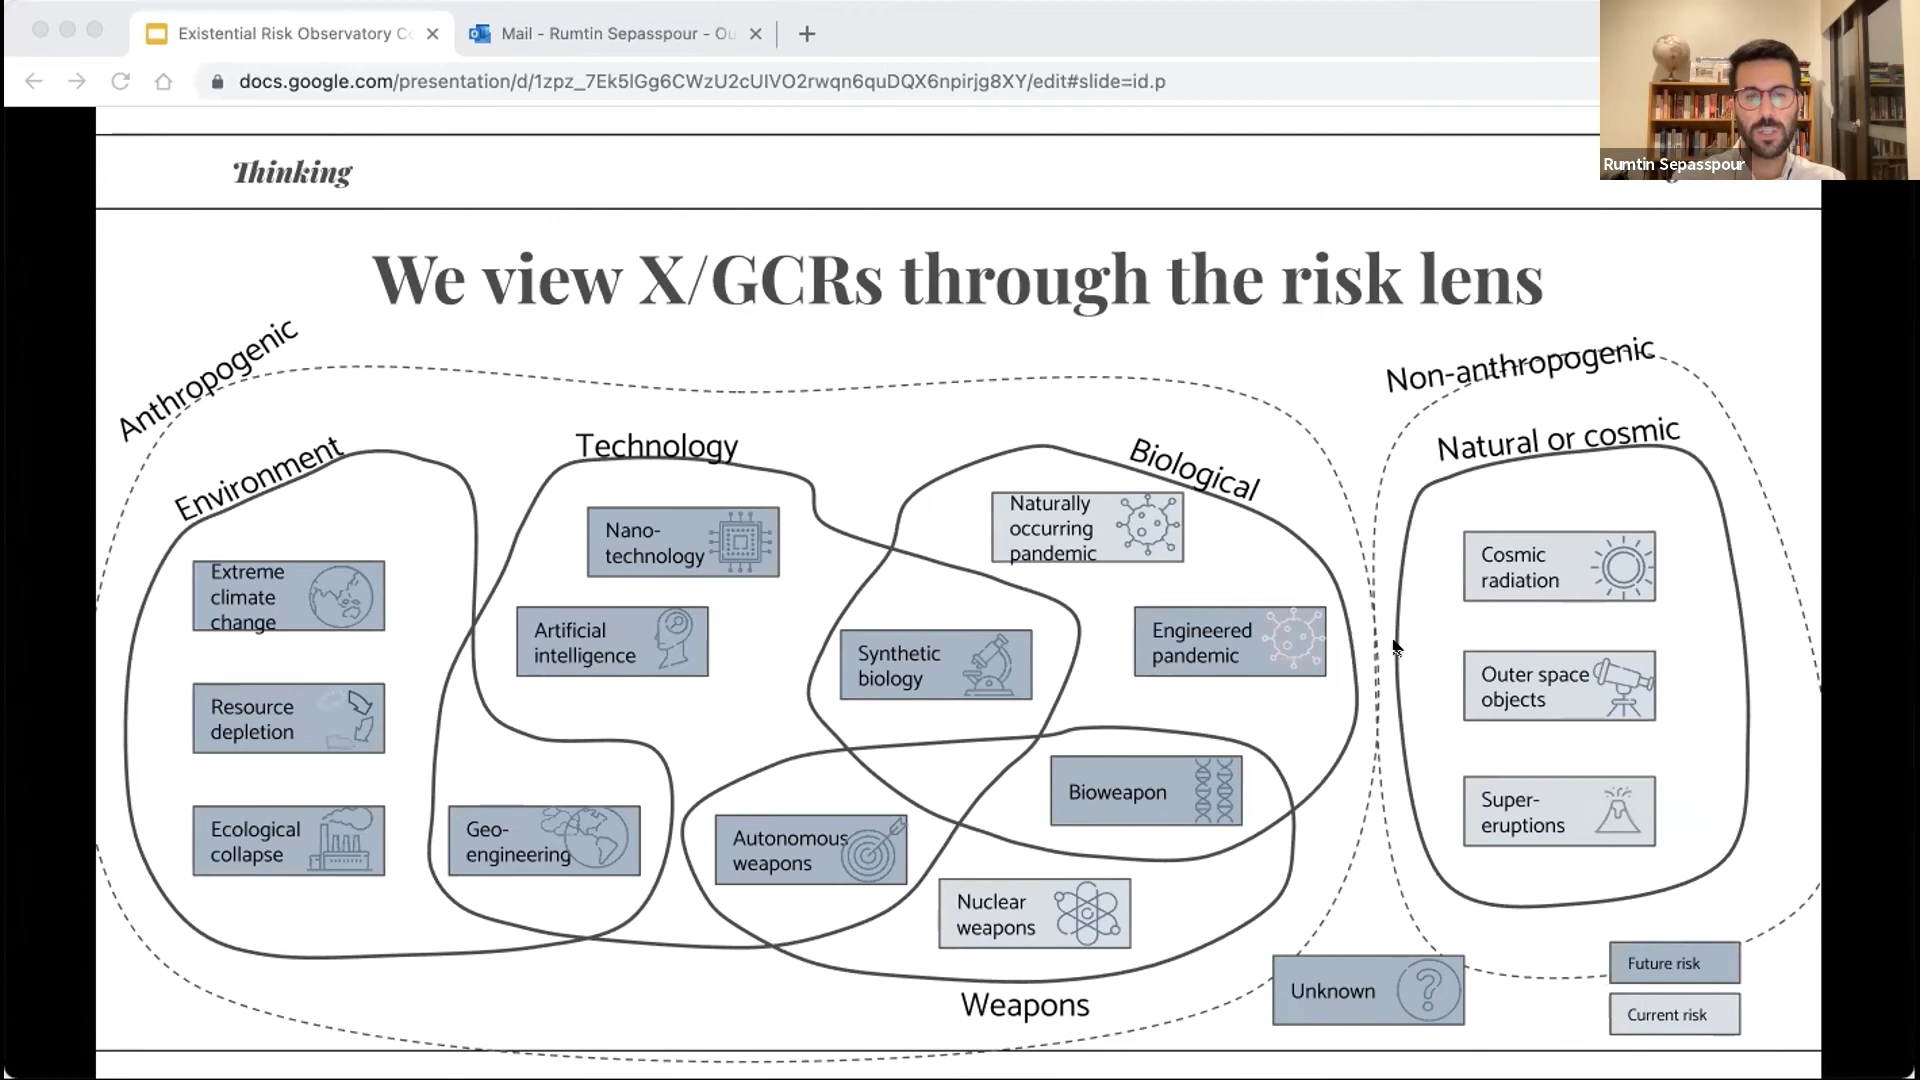 Existential Risk Observatory Co
Mail - Rumtin Sepasspour - Ou
docs.google.com/presentation/d/1zpz_7Ek5lGg6CWzU2cUlVO2rwqn6quDQX6npirjg8XY/edit#slide=id.p
Rumtin Sepasspour
Thinking
We view X/GCRs through the risk lens
Anthropogenic
Non-anthropogenic
Environment
Technology
Biological
Natural or cosmic
Extreme
climate
change
Resource
depletion
Ecological
collapse
Nano-
technology
Artificial
intelligence
Geo-
engineering
Naturally
occurring
pandemic
Synthetic
biology
Engineered
pandemic
Bioweapon
Autonomous
weapons
Nuclear
weapons
Weapons
Cosmic
radiation
Outer space
objects
Super-
eruptions
Unknown
Future risk
Current risk